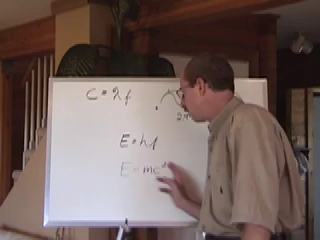 C = λf
E = hf
E = mc²